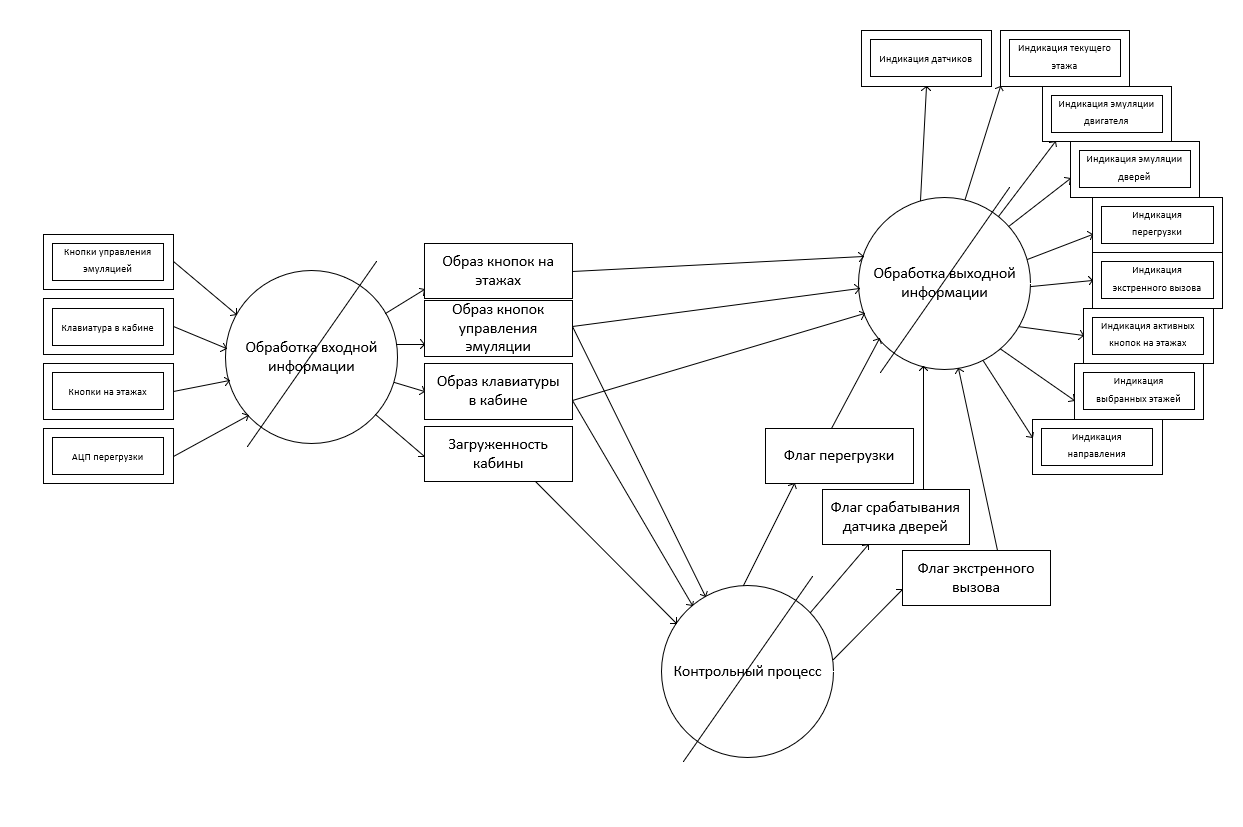 Индикация датчиков
Индикация текущего
этажа
Индикация эмуляции
двигателя
Индикация эмуляции
дверей
Индикация
перегрузки
Индикация
экстренного вызова
Индикация активных
кнопок на этажах
Индикация
выбранных этажей
Индикация
направления
Кнопки управления
эмуляцией
Клавиатура в кабине
Кнопки на этажах
АЦП перегрузки
Обработка входной
информации
Образ кнопок на
этажах
Образ кнопок
управления
эмуляции
Образ клавиатуры
в кабине
Загруженность
кабины
Обработка выходной
информации
Флаг перегрузки
Флаг срабатывания
датчика дверей
Флаг экстренного
вызова
Контрольный процесс